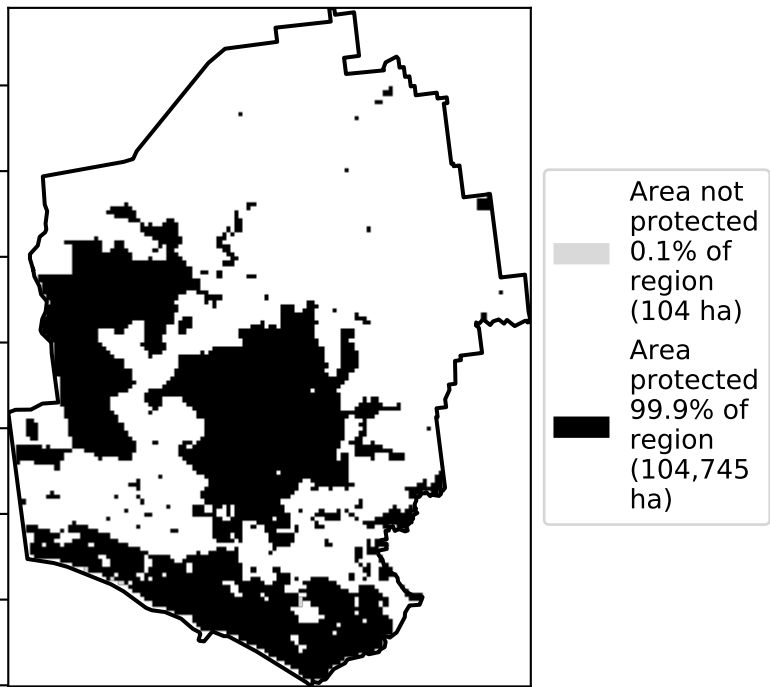 Area not
protected
0.1% of
region
(104 ha)
Area
protected
99.9% of
region
(104,745
ha)